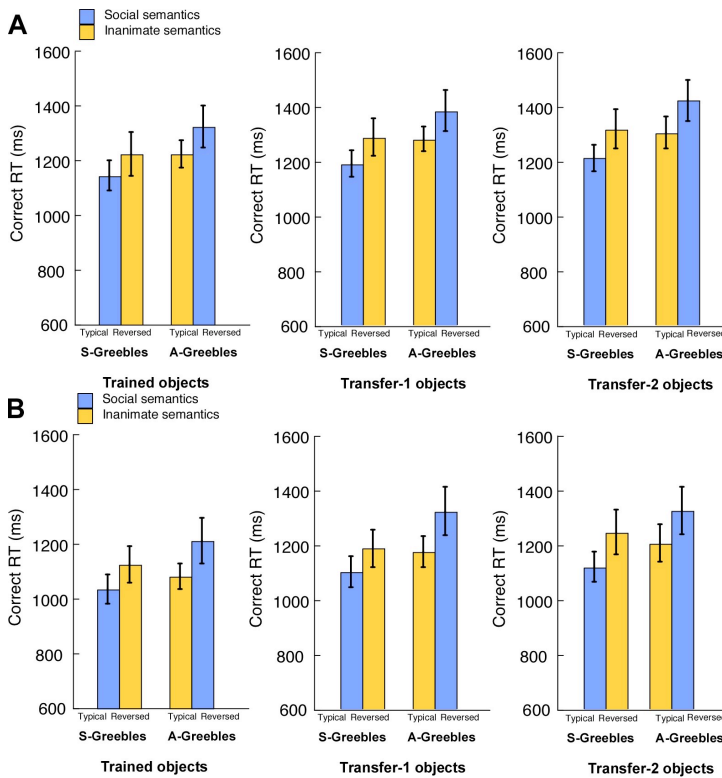 A
Social semantics
Inanimate semantics
Correct RT (ms)
1600
1400
1200
1000
800
600
Typical Reversed
S-Greebles
Typical Reversed
A-Greebles
Trained objects
Correct RT (ms)
1600
1400
1200
1000
800
600
Typical Reversed
S-Greebles
Typical Reversed
A-Greebles
Transfer-1 objects
Correct RT (ms)
1600
1400
1200
1000
800
600
Typical Reversed
S-Greebles
Typical Reversed
A-Greebles
Transfer-2 objects
B
Social semantics
Inanimate semantics
Correct RT (ms)
1600
1400
1200
1000
800
600
Typical Reversed
S-Greebles
Typical Reversed
A-Greebles
Trained objects
Correct RT (ms)
1600
1400
1200
1000
800
600
Typical Reversed
S-Greebles
Typical Reversed
A-Greebles
Transfer-1 objects
Correct RT (ms)
1600
1400
1200
1000
800
600
Typical Reversed
S-Greebles
Typical Reversed
A-Greebles
Transfer-2 objects